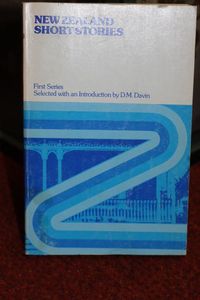 NEW ZEALAND
SHORT STORIES
First Series
Selected with an Introduction by D.M. Davin